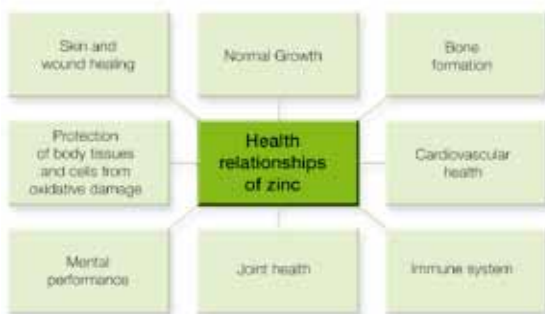 Skin and
wound healing
Normal Growth
Bone
formation
Protection
of body tissues
and cells from
oxidative damage
Health
relationships
of zinc
Cardiovascular
health
Mental
performance
Joint health
Immune system